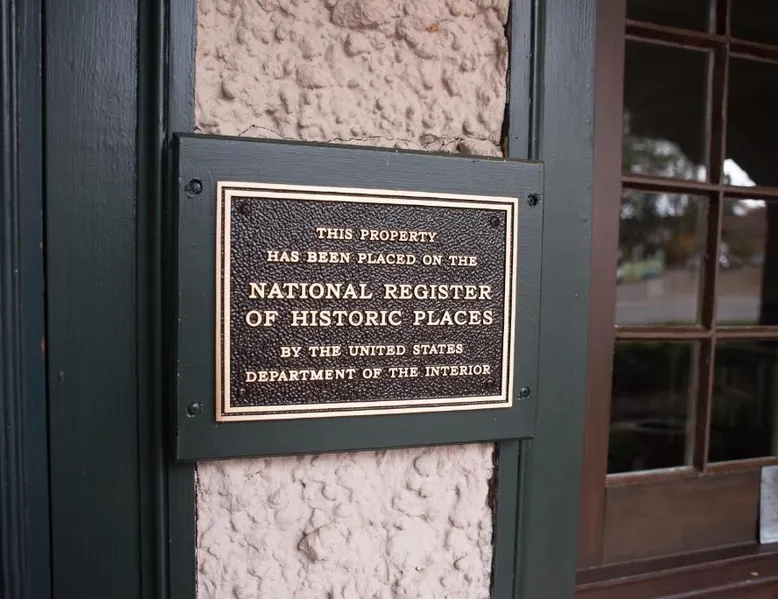 THIS PROPERTY
HAS BEEN PLACED ON THE
NATIONAL REGISTER
OF HISTORIC PLACES
BY THE UNITED STATES
DEPARTMENT OF THE INTERIOR